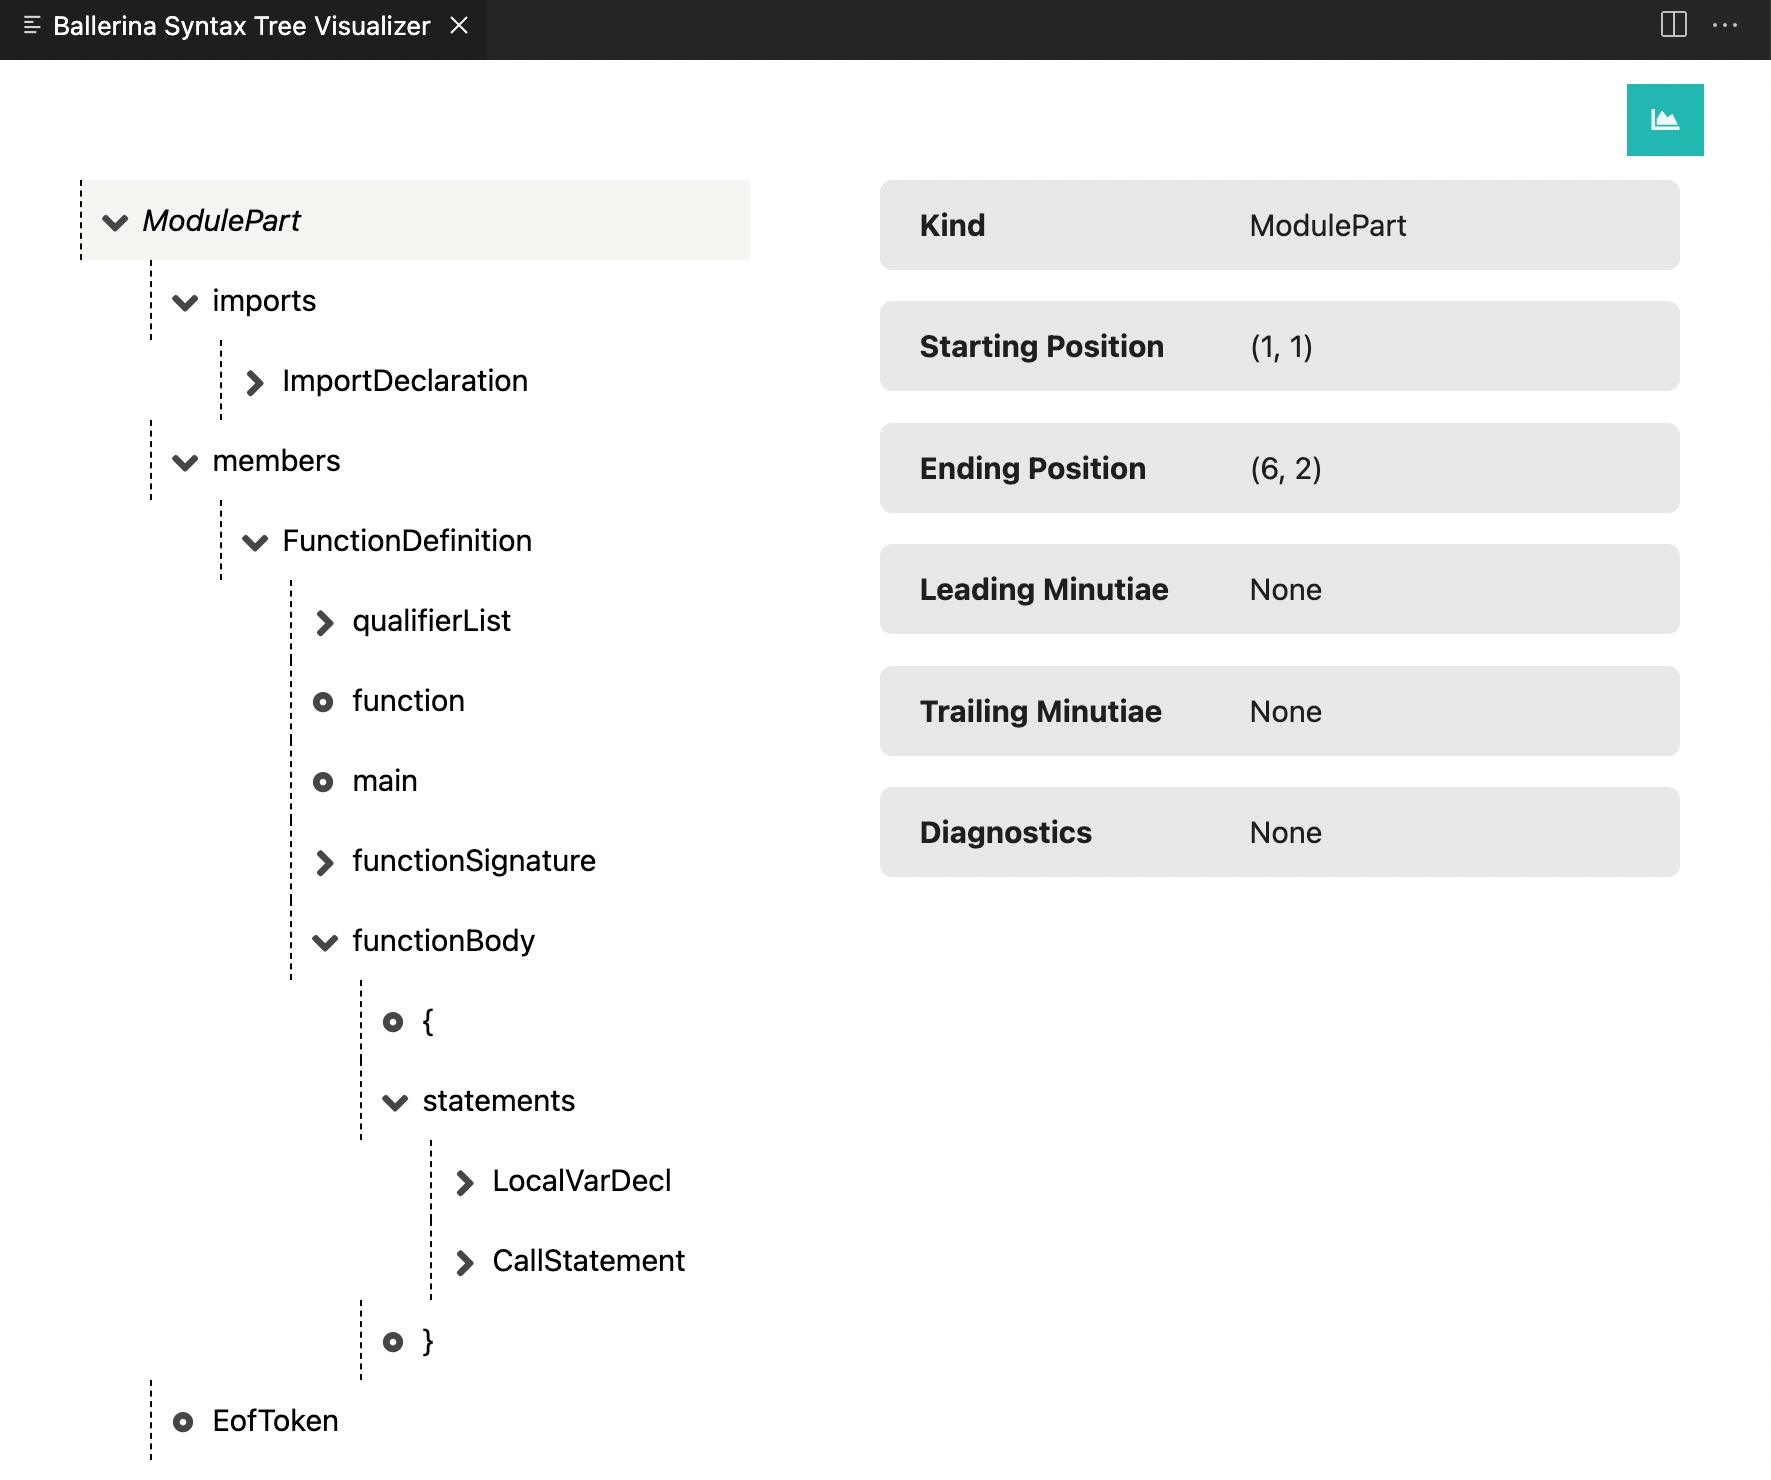 Ballerina Syntax Tree Visualizer
ModulePart
imports
ImportDeclaration
members
FunctionDefinition
qualifierList
function
main
functionSignature
functionBody
{
statements
LocalVarDecl
CallStatement
}
EofToken
Kind ModulePart
Starting Position (1, 1)
Ending Position (6, 2)
Leading Minutiae None
Trailing Minutiae None
Diagnostics None